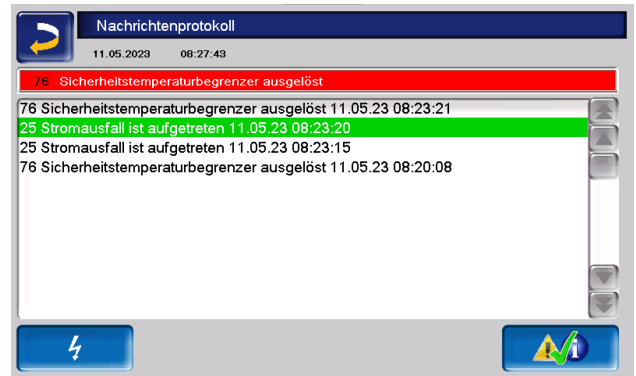 Nachrichtenprotokoll
11.05.2023 08:27:43
76 Sicherheitstemperaturbegrenzer ausgelöst
76 Sicherheitstemperaturbegrenzer ausgelöst 11.05.23 08:23:21
25 Stromausfall ist aufgetreten 11.05.23 08:23:20
25 Stromausfall ist aufgetreten 11.05.23 08:23:15
76 Sicherheitstemperaturbegrenzer ausgelöst 11.05.23 08:20:08